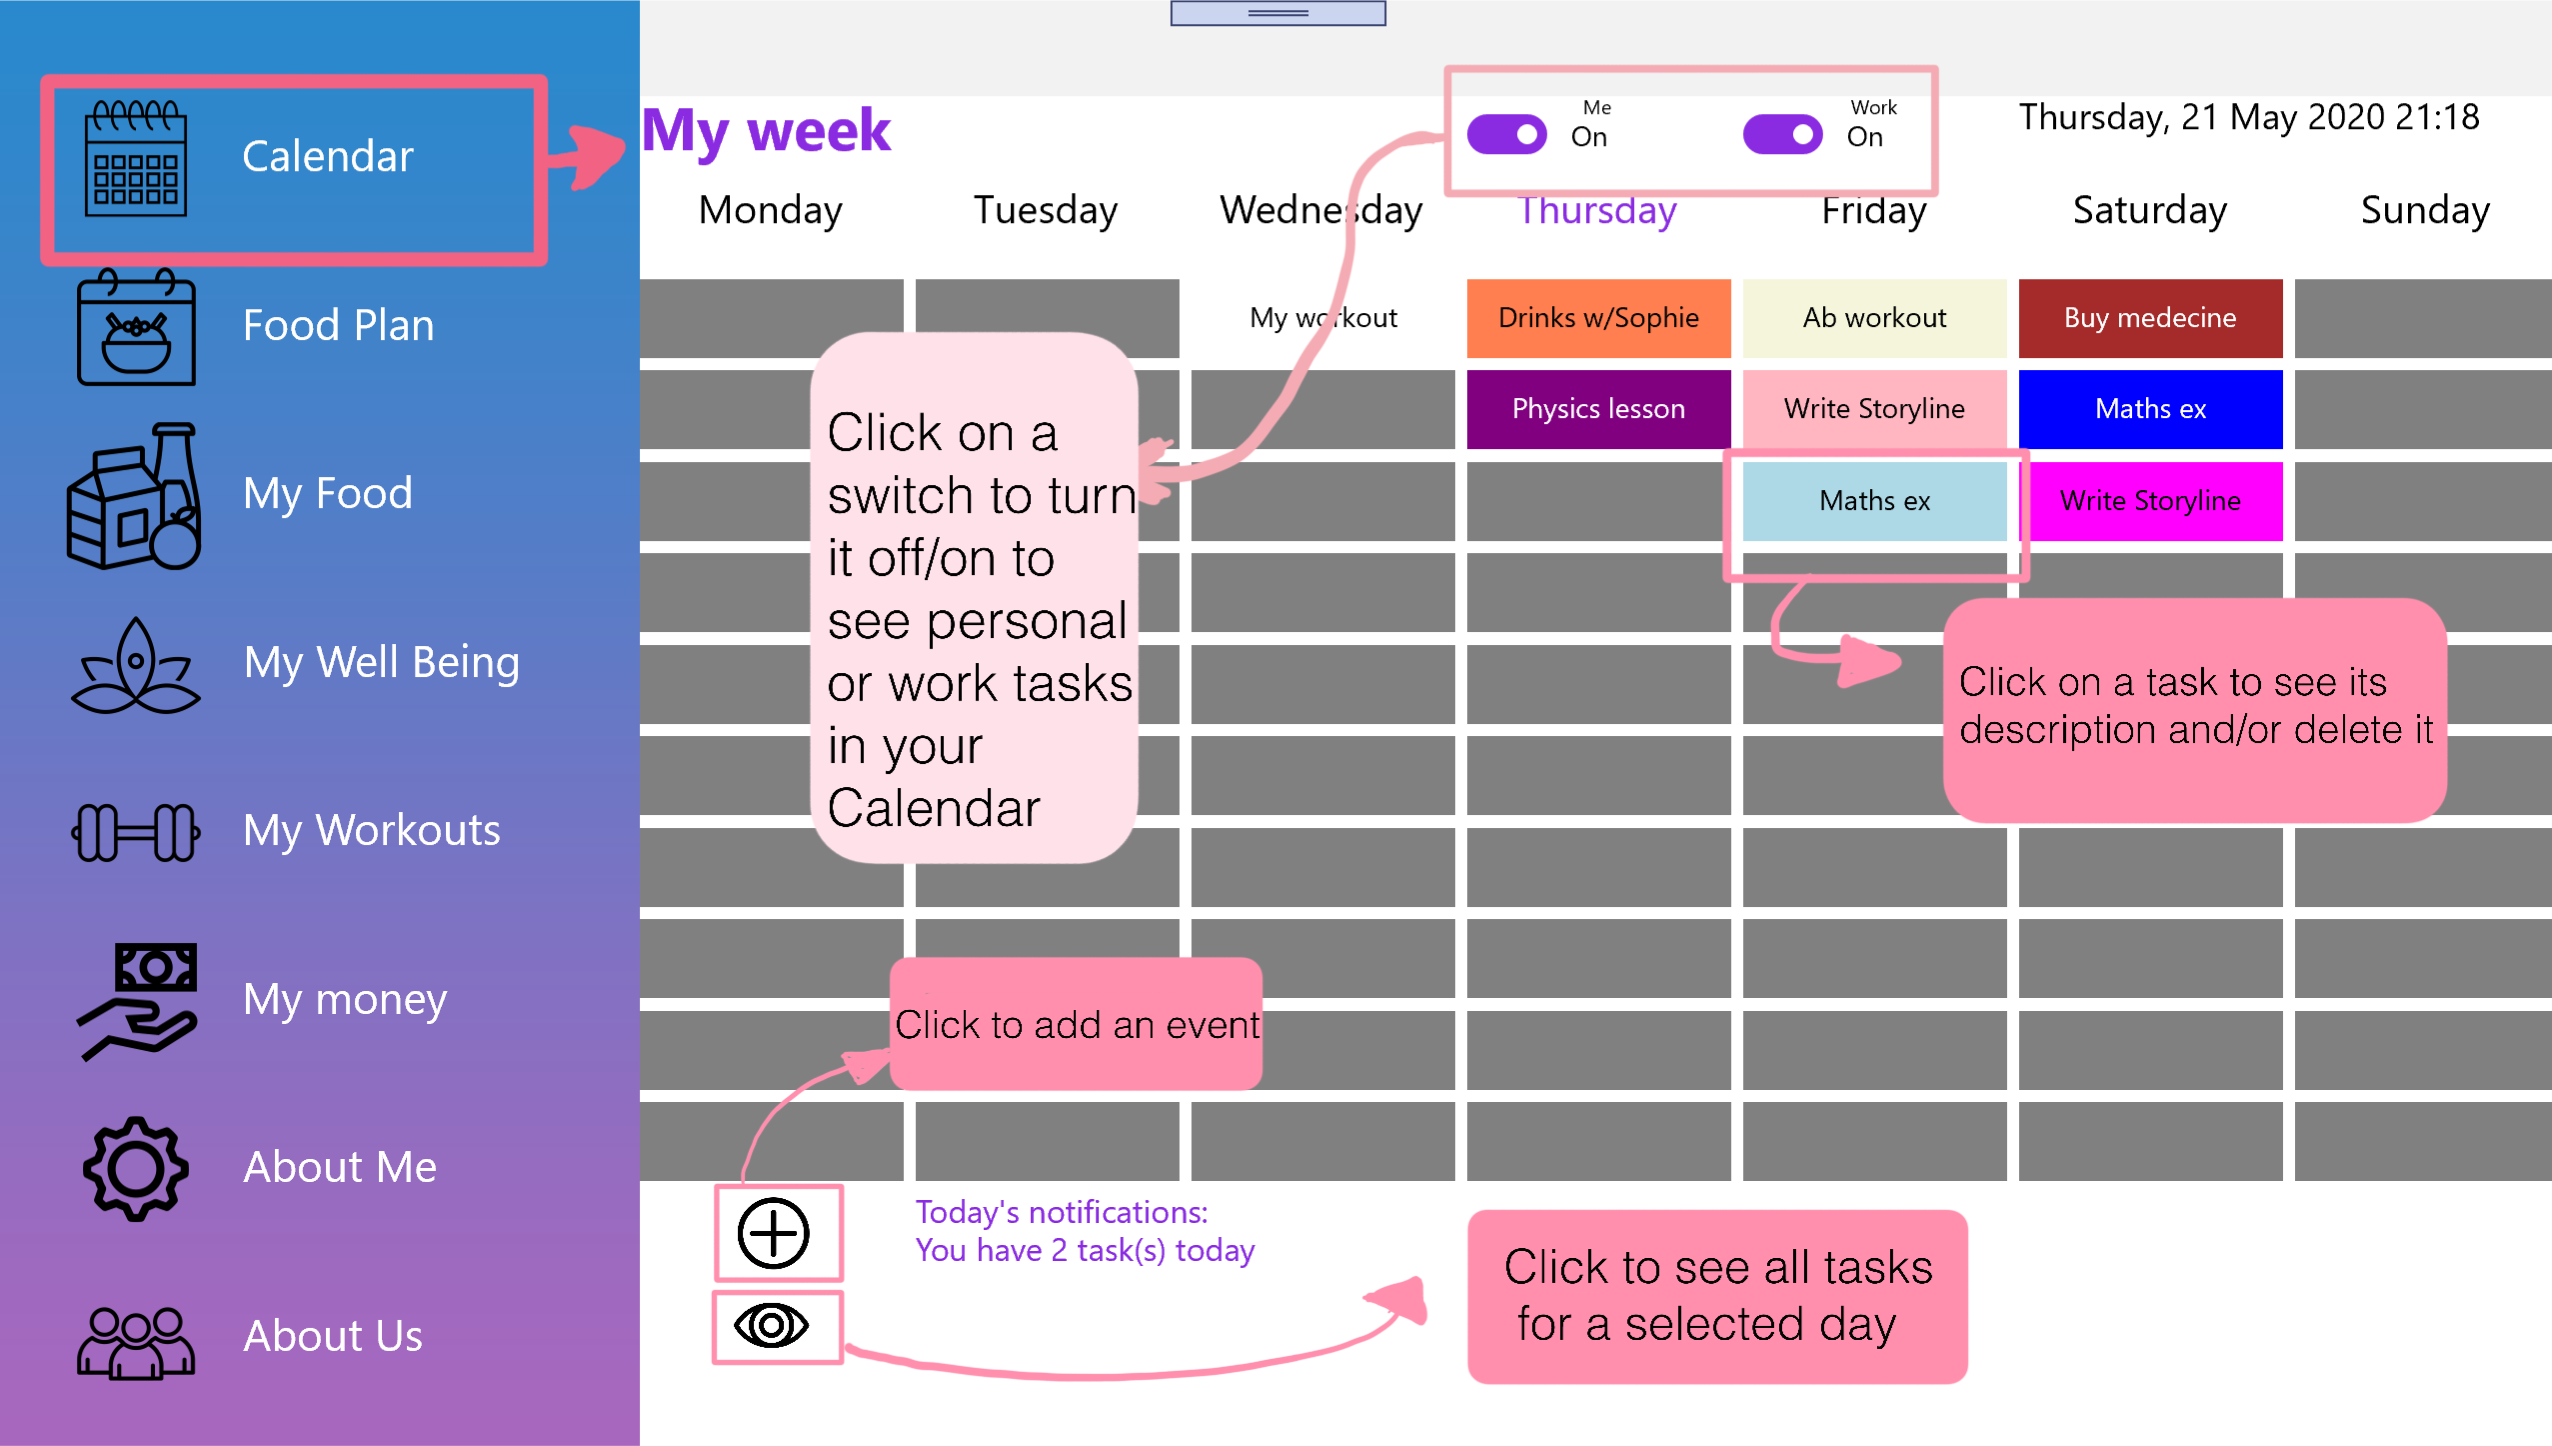 Calendar
Food Plan
My Food
My Well Being
My Workouts
My money
About Me
About Us
My week
Me
On
Work
On
Thursday, 21 May 2020 21:18
Monday
Tuesday
Wednesday
Thursday
Friday
Saturday
Sunday
My workout
Drinks w/Sophie
Ab workout
Buy medecine
Physics lesson
Write Storyline
Maths ex
Maths ex
Write Storyline
Click on a
switch to turn
it off/on to
see personal
or work tasks
in your
Calendar
Click on a task to see its
description and/or delete it
Click to add an event
Today's notifications:
You have 2 task(s) today
Click to see all tasks
for a selected day